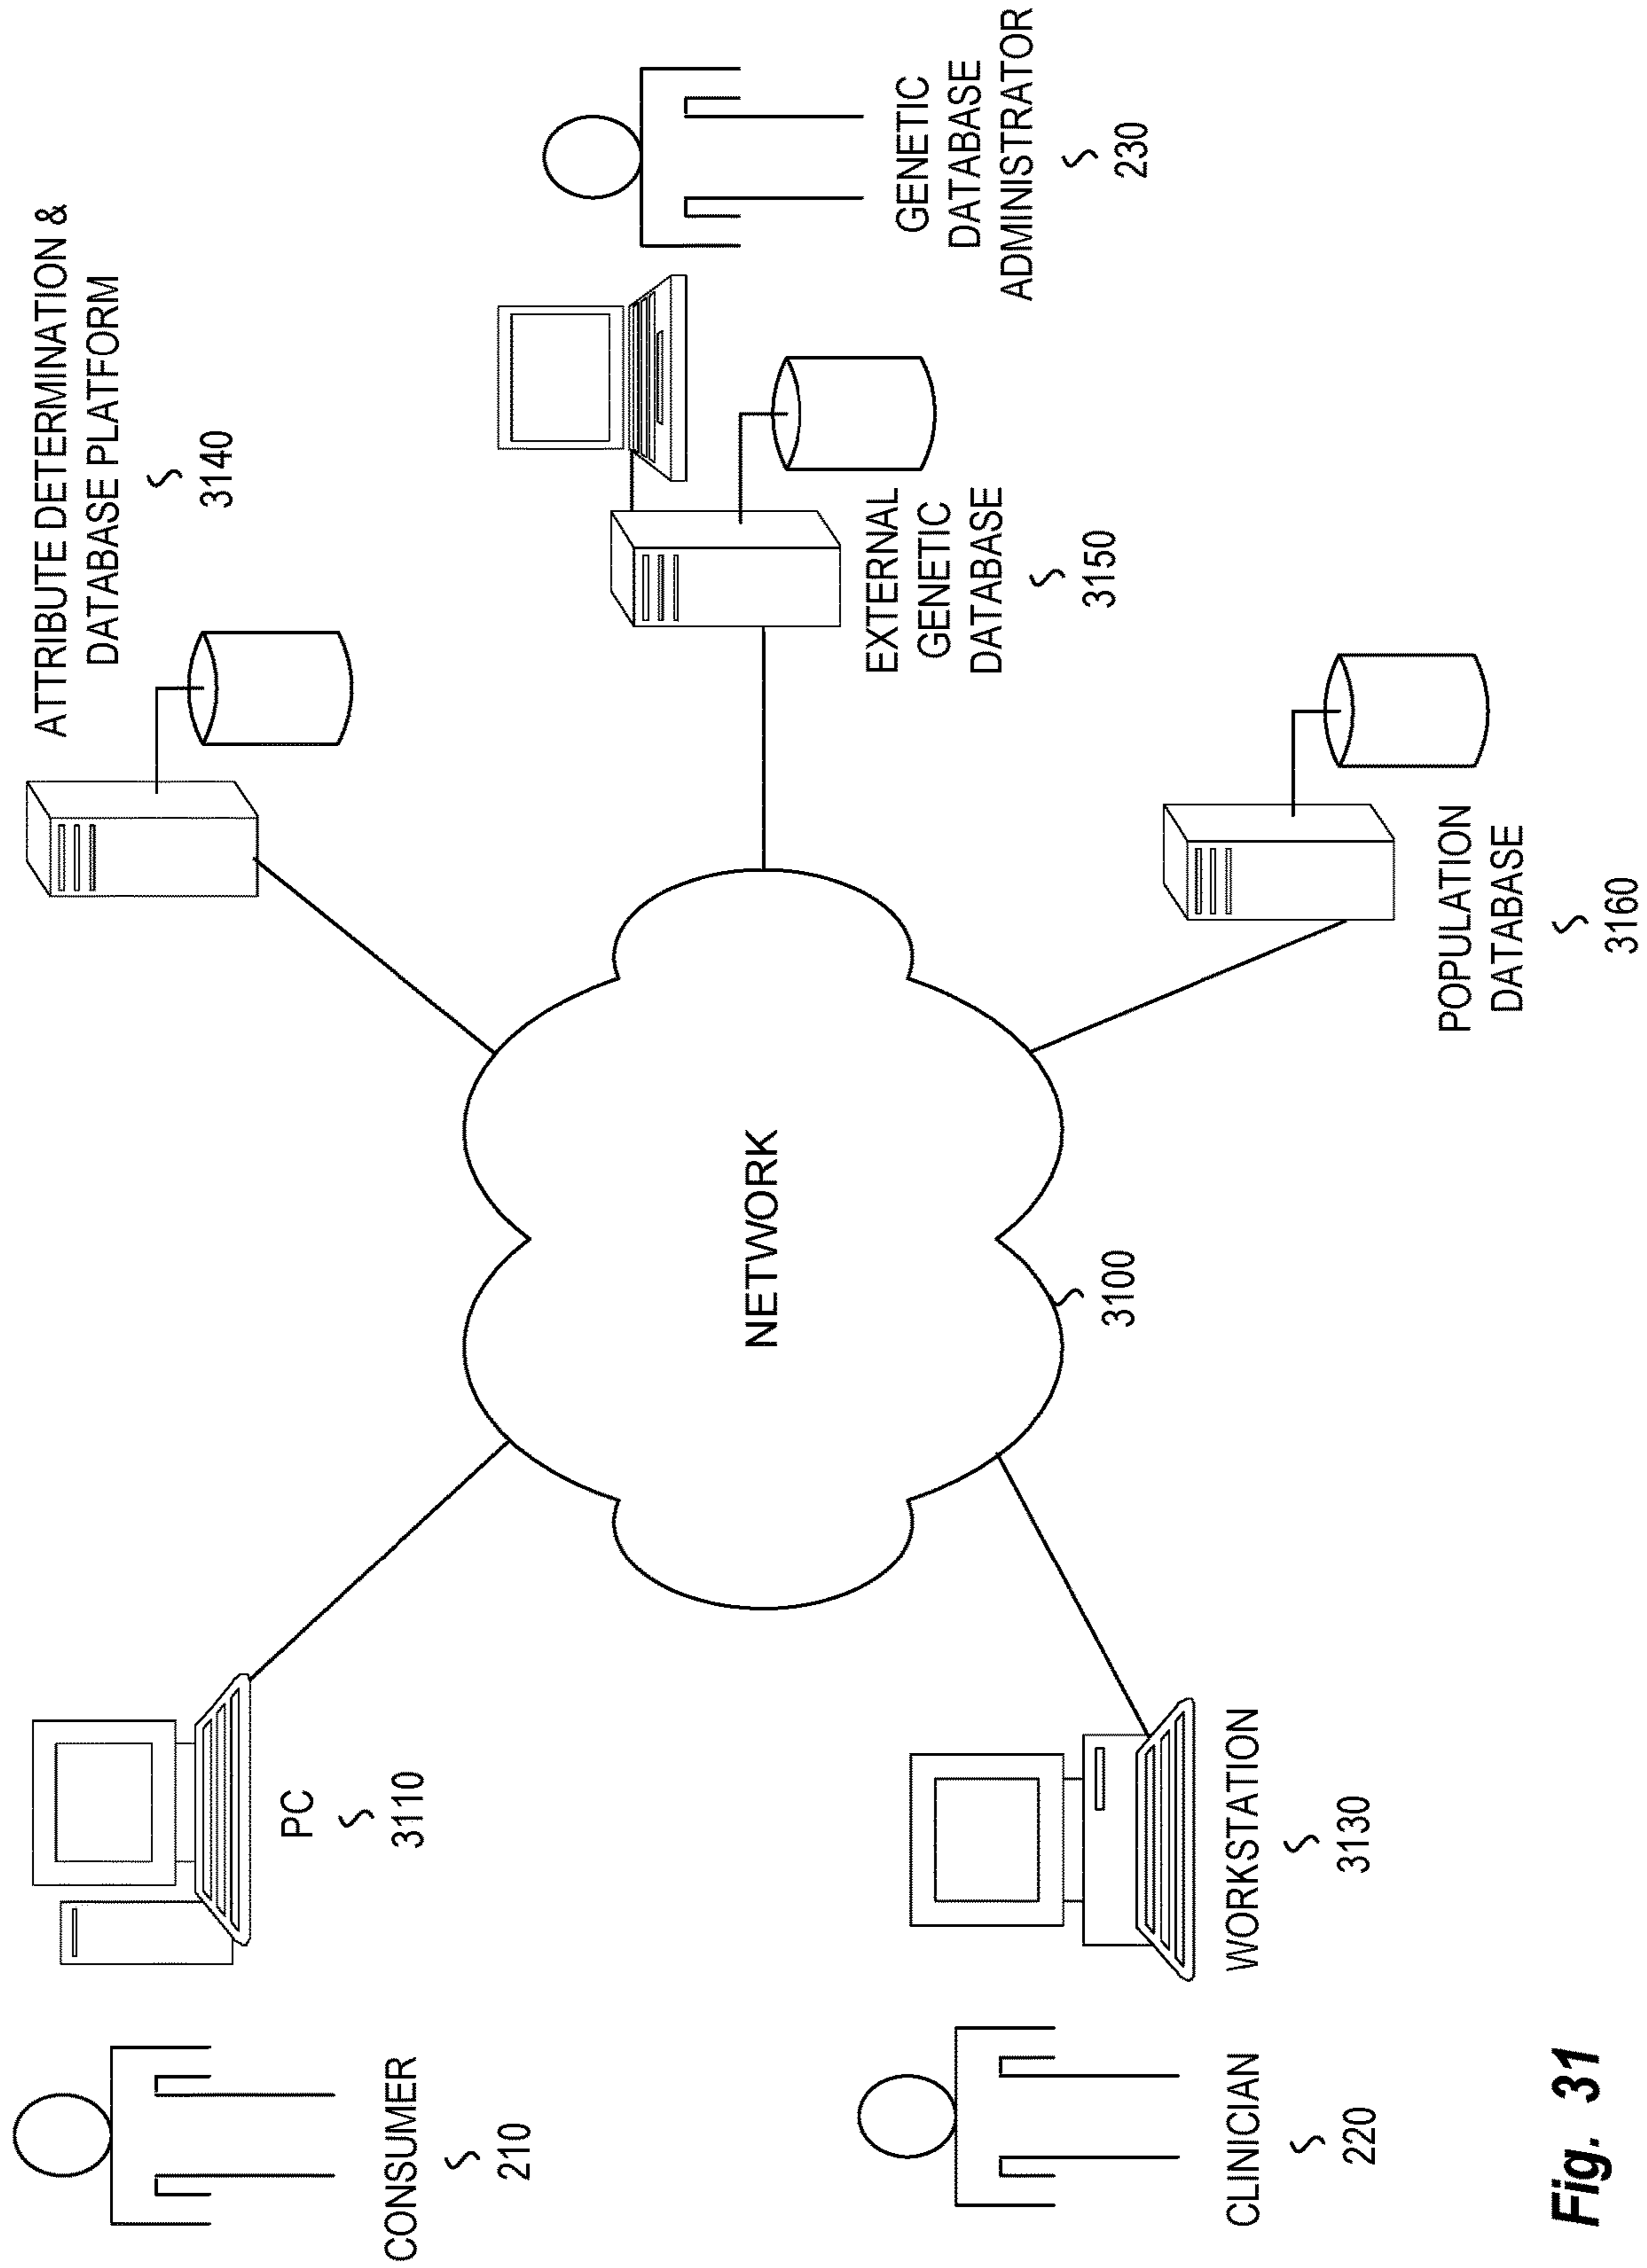 ATTRIBUTE DETERMINATION &
DATABASE PLATFORM
3140
CONSUMER
210
PC
3110
NETWORK
3100
EXTERNAL
GENETIC
DATABASE
3150
GENETIC
DATABASE
ADMINISTRATOR
230
CLINICIAN
220
WORKSTATION
3130
POPULATION
DATABASE
3160
Fig. 31